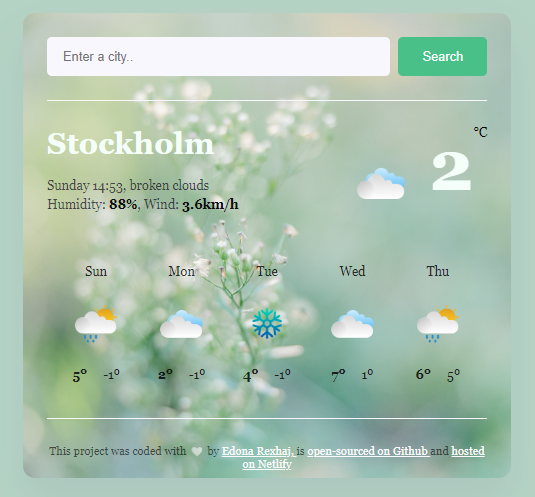 Enter a city..
Search
Stockholm
°C
2
Sunday 14:53, broken clouds
Humidity: 88%, Wind: 3.6km/h
Sun Mon Tue Wed Thu
5° -1° 2° -1° 4° -1° 7° 1° 6° 5°
This project was coded with 🤍 by Edona Rexhaj, is open-sourced on Github and hosted
on Netlify